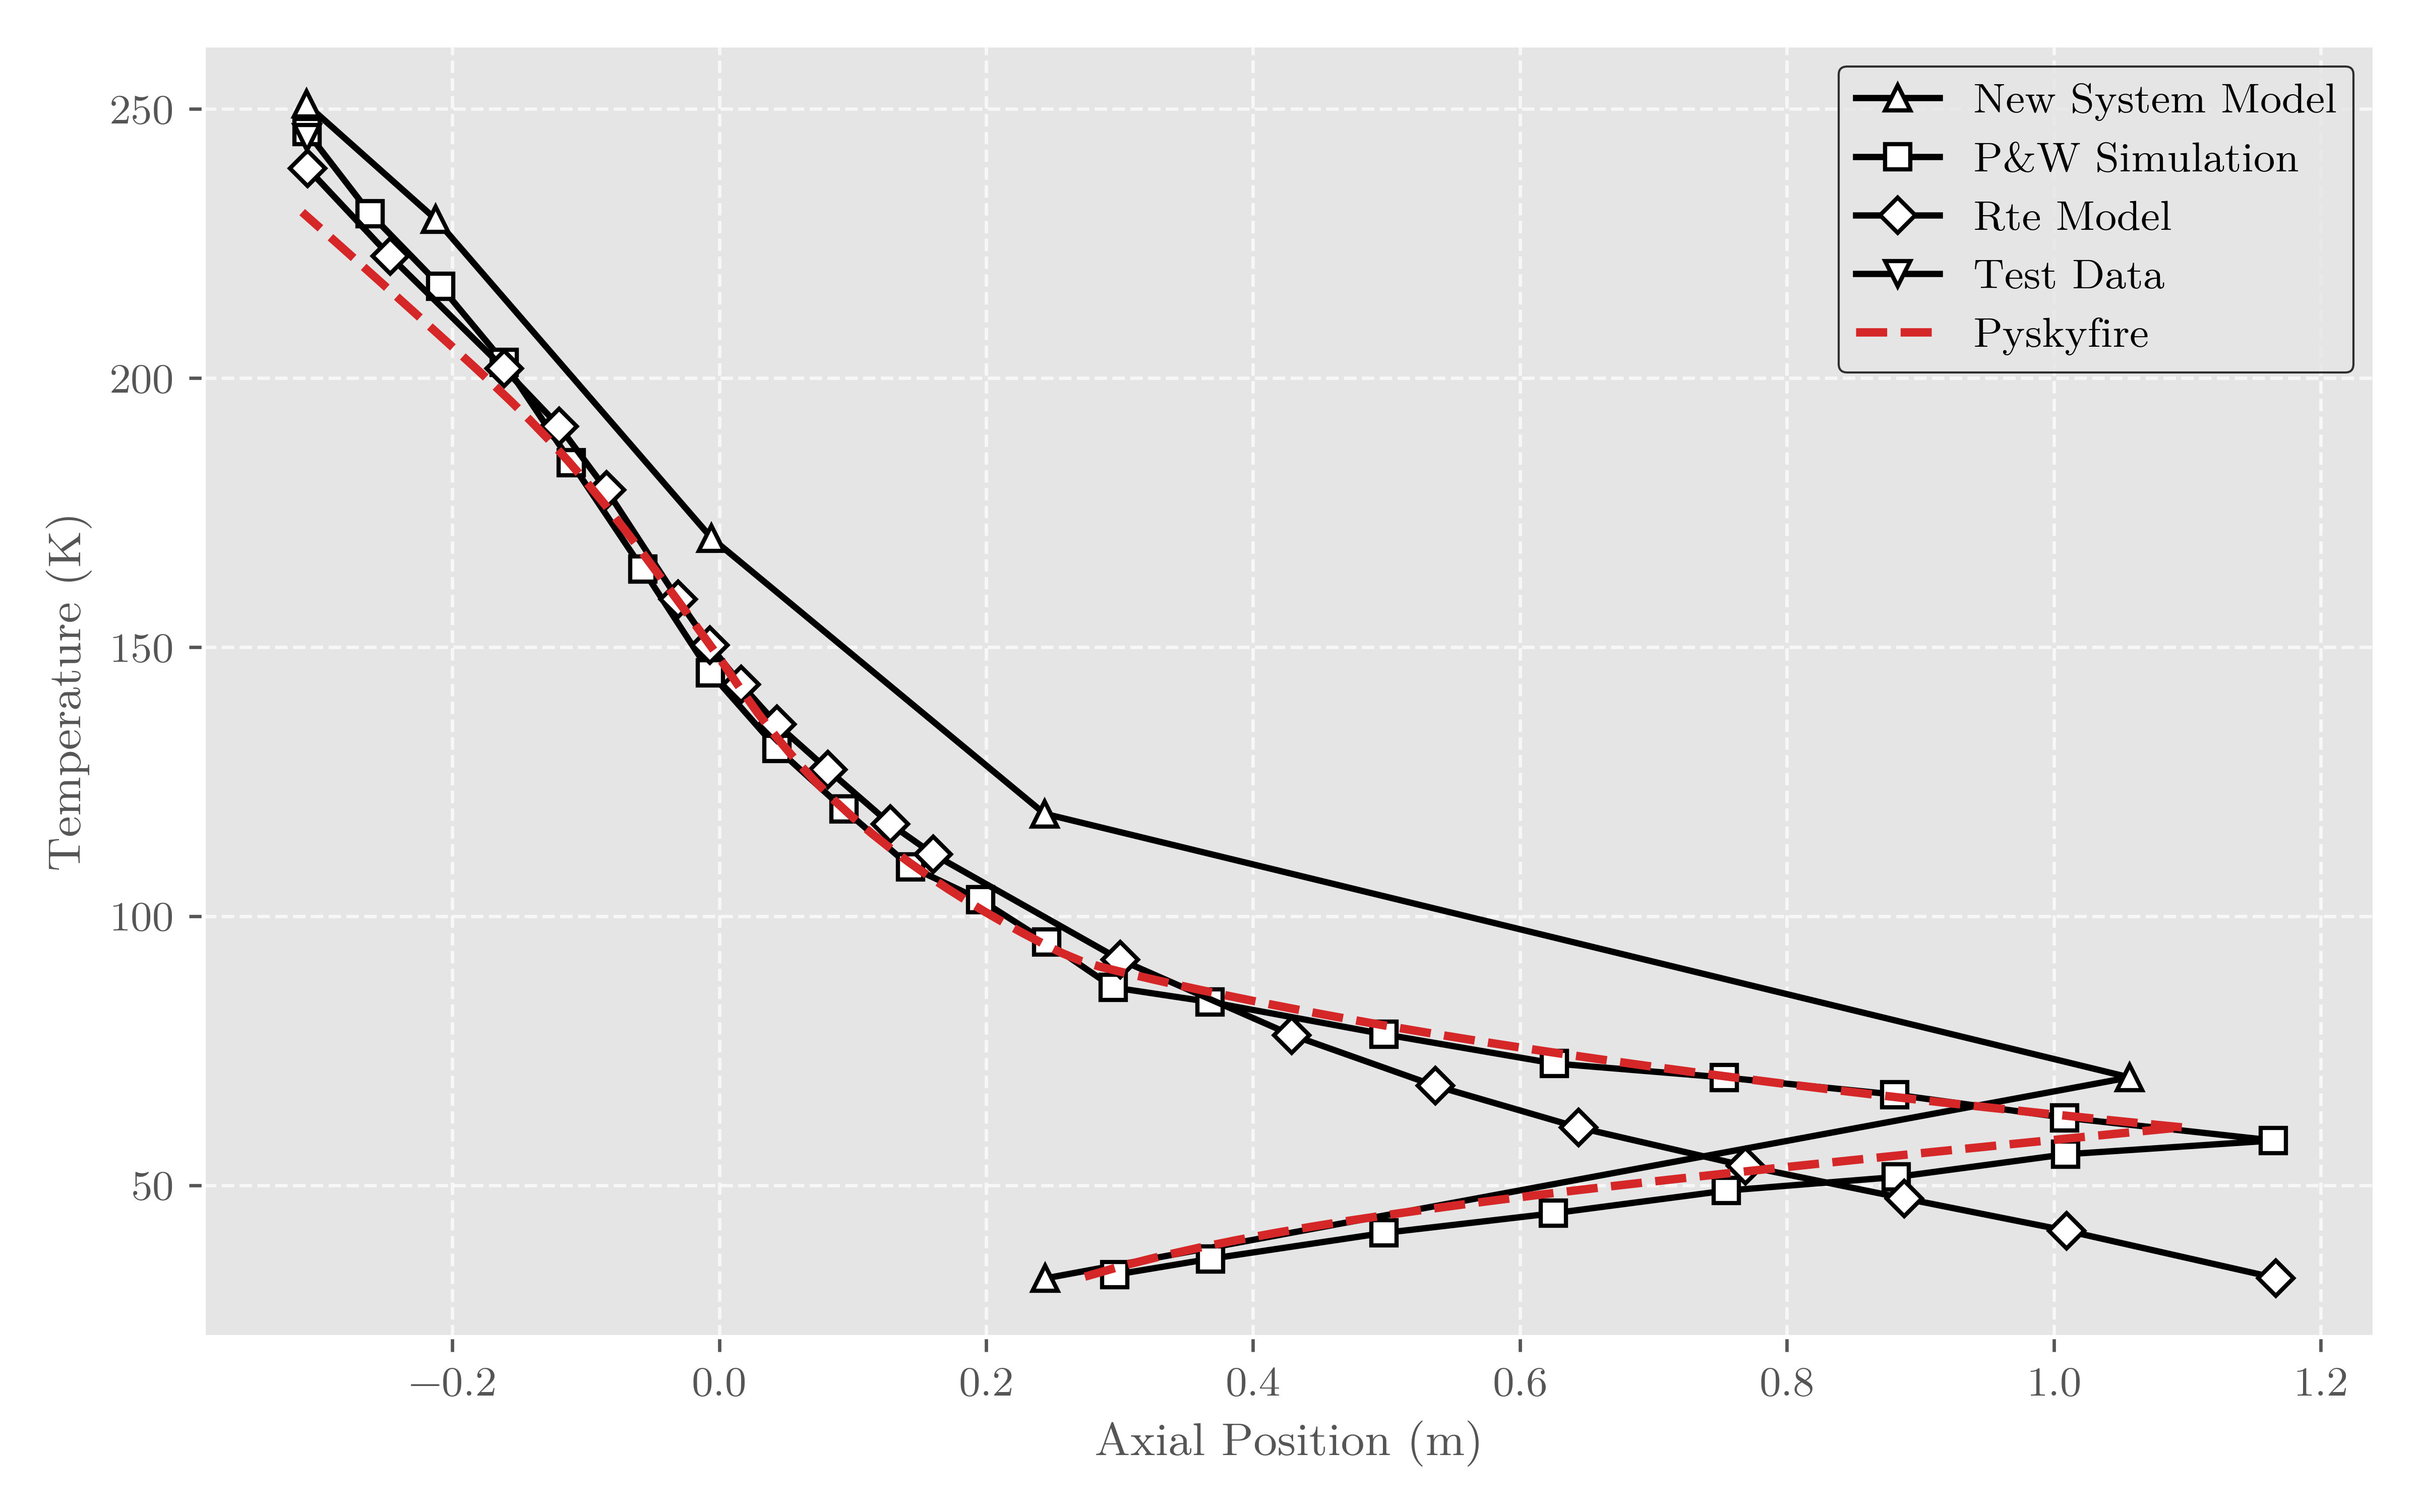 New System Model
P&W Simulation
Rte Model
Test Data
Pyskyfire
Temperature (K)
250
200
150
100
50
−0.2
0.0
0.2
0.4
0.6
0.8
1.0
1.2
Axial Position (m)